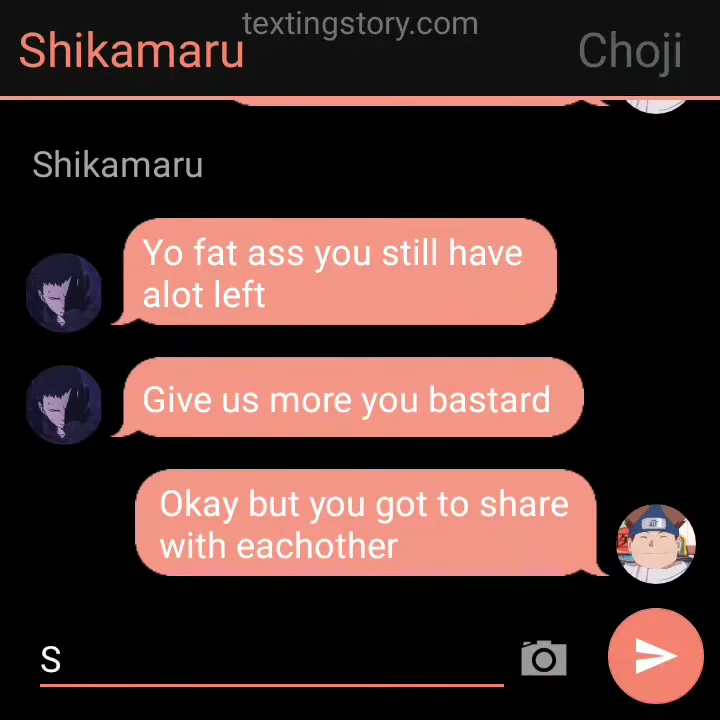 textingstory.com
Shikamaru
Choji
Shikamaru
Yo fat ass you still have
alot left
Give us more you bastard
Okay but you got to share
with eachother
S